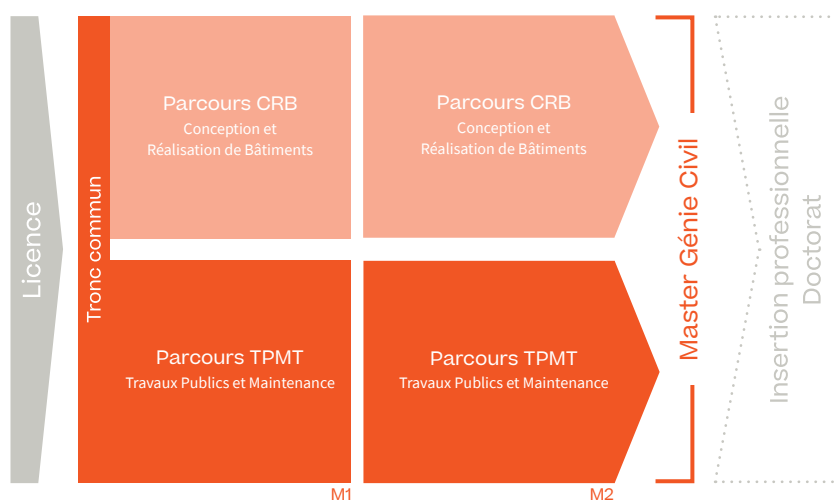 Licence
Tronc commun
Parcours CRB
Conception et
Réalisation de Bâtiments
Parcours CRB
Conception et
Réalisation de Bâtiments
Parcours TPMT
Travaux Publics et Maintenance
Parcours TPMT
Travaux Publics et Maintenance
M1
M2
Master Génie Civil
Insertion professionnelle
Doctorat